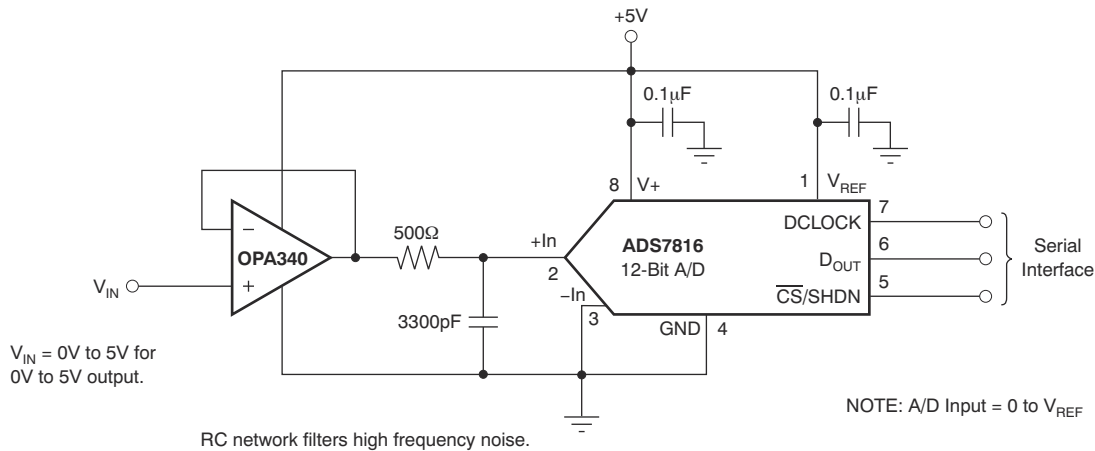 +5V
0.1μF
0.1μF
8 V+
1 VREF
7
DCLOCK
500Ω
+In
ADS7816
6
–
OPA340
DOUT
Serial
Interface
12-Bit A/D
2
5
VIN
+
–In
CS/SHDN
3
3300pF
GND 4
VIN = 0V to 5V for
0V to 5V output.
NOTE: A/D Input = 0 to VREF
RC network filters high frequency noise.